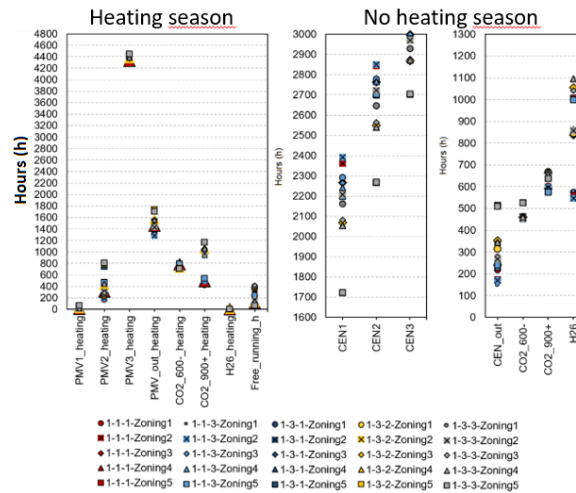 Heating season
No heating season
Hours (h)
4800
4600
4400
4200
4000
3800
3600
3400
3200
3000
2800
2600
2400
2200
2000
1800
1600
1400
1200
1000
800
600
400
200
0
PMV1_heating
PMV2_heating
PMV3_heating
PMV_out_heating
CO2_600-_heating
CO2_900+_heating
H26_heating
Free_running_h
Hours (h)
3000
2900
2800
2700
2600
2500
2400
2300
2200
2100
2000
1900
1800
1700
1600
CEN1
CEN2
CEN3
Hours (h)
1300
1200
1100
1000
900
800
700
600
500
400
300
200
100
0
CEN_out
CO2_600-
CO2_900+
H26
1-1-1-Zoning1 1-1-3-Zoning1 1-3-1-Zoning1 1-3-2-Zoning1 1-3-3-Zoning1
1-1-1-Zoning2 1-1-3-Zoning2 1-3-1-Zoning2 1-3-2-Zoning2 1-3-3-Zoning2
1-1-1-Zoning3 1-1-3-Zoning3 1-3-1-Zoning3 1-3-2-Zoning3 1-3-3-Zoning3
1-1-1-Zoning4 1-1-3-Zoning4 1-3-1-Zoning4 1-3-2-Zoning4 1-3-3-Zoning4
1-1-1-Zoning5 1-1-3-Zoning5 1-3-1-Zoning5 1-3-2-Zoning5 1-3-3-Zoning5